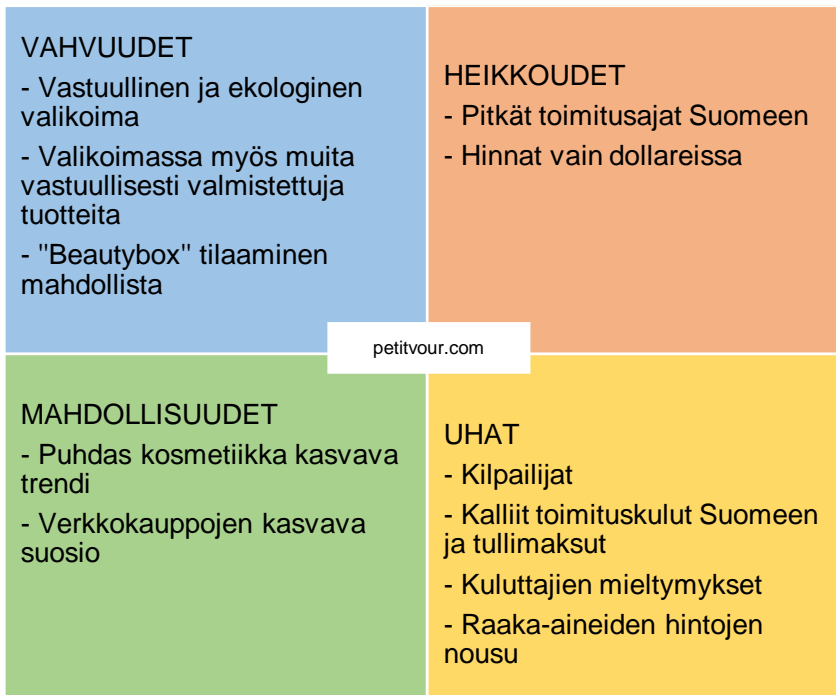 VAHVUUDET
- Vastuullinen ja ekologinen
valikoima
- Valikoimassa myös muita
vastuullisesti valmistettuja
tuotteita
- "Beautybox" tilaaminen
mahdollista
HEIKKOUDET
- Pitkät toimitusajat Suomeen
- Hinnat vain dollareissa
petitvour.com
MAHDOLLISUUDET
- Puhdas kosmetiikka kasvava
trendi
- Verkkokauppojen kasvava
suosio
UHAT
- Kilpailijat
- Kalliit toimituskulut Suomeen
ja tullimaksut
- Kuluttajien mieltymykset
- Raaka-aineiden hintojen
nousu